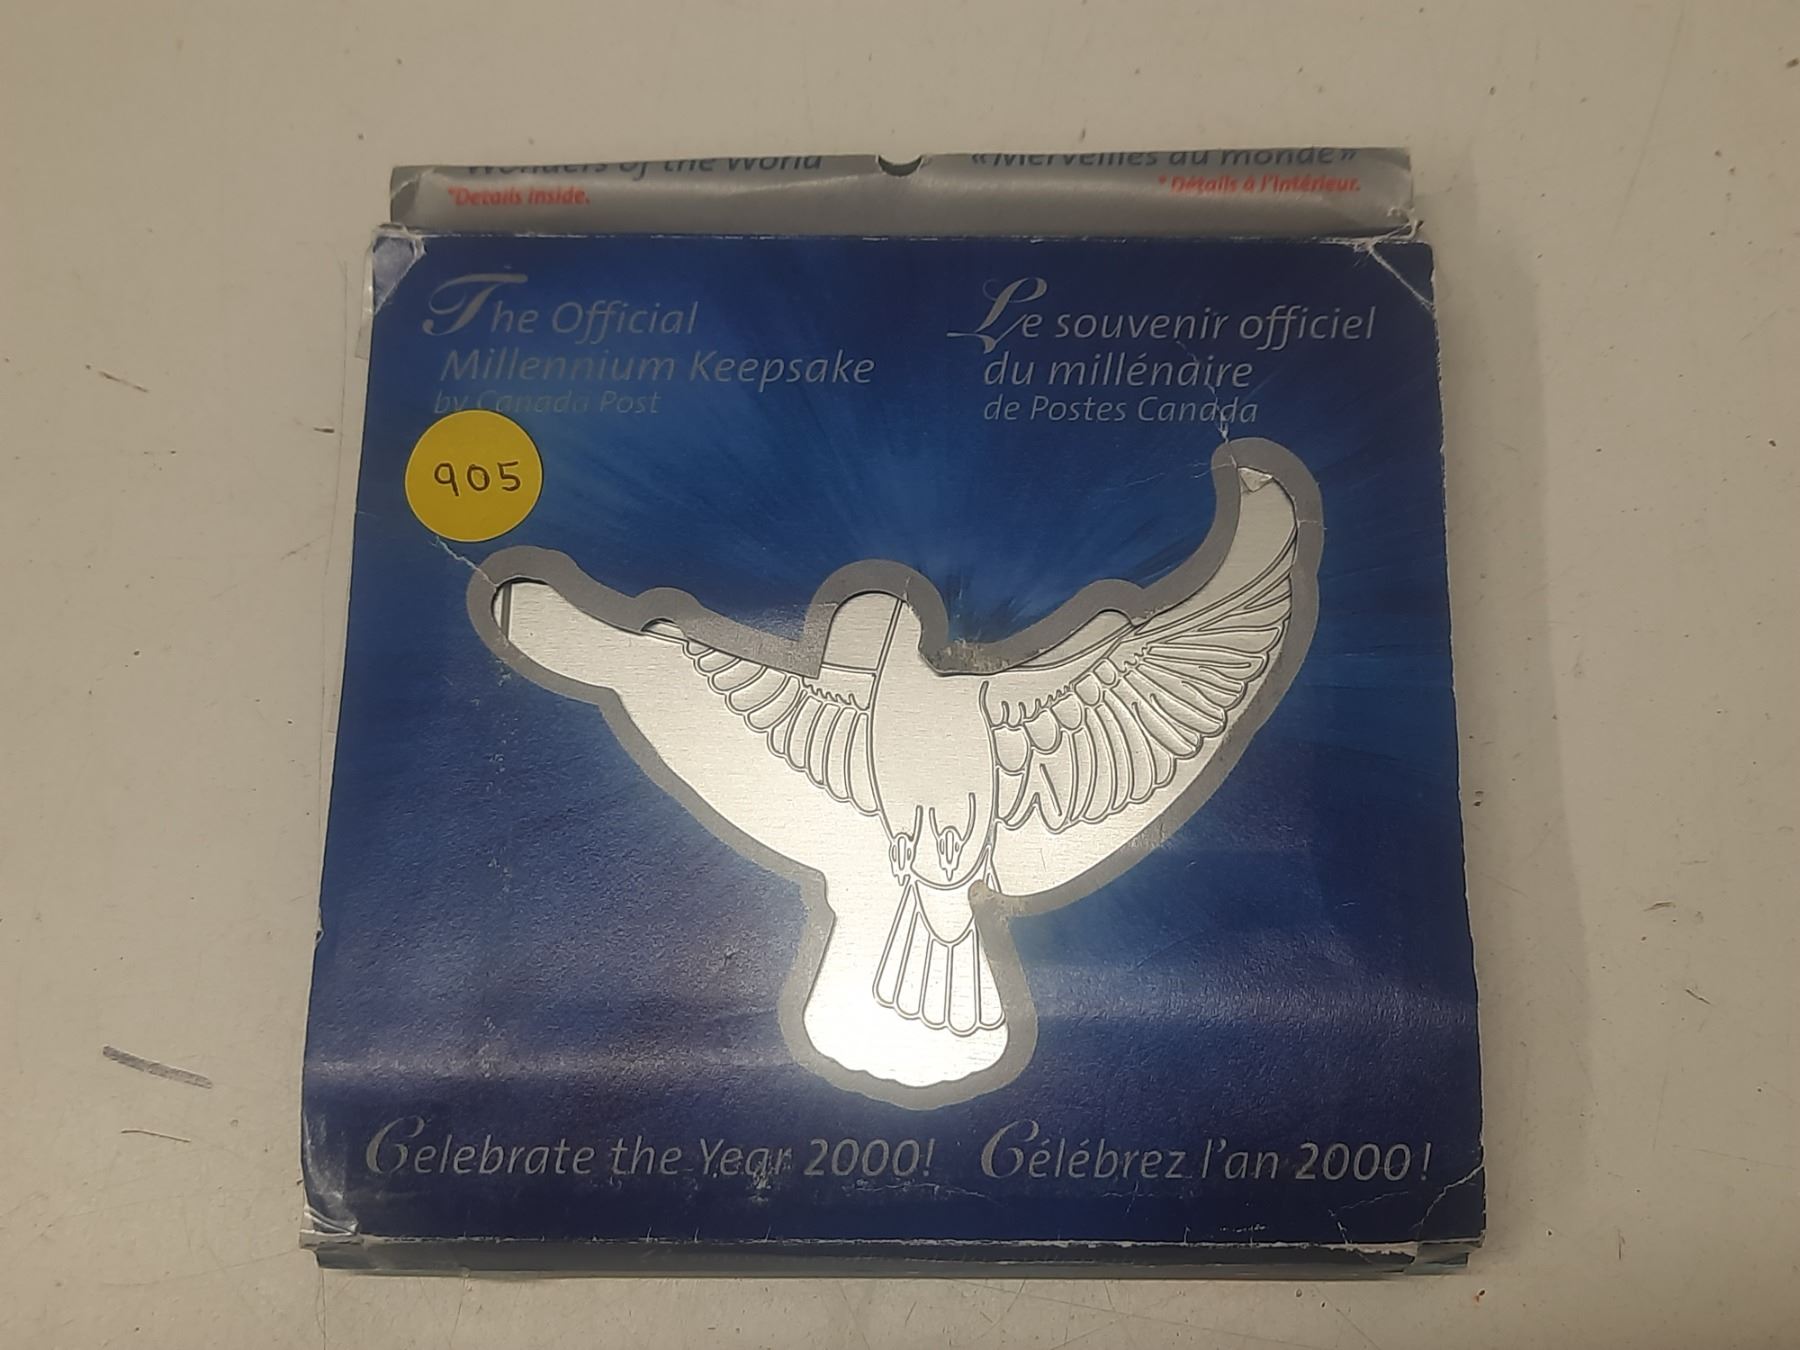 Wonders of the World
«Merveilles du monde»
*Details inside.
* Détails à l'intérieur.
The Official
Millennium Keepsake
by Canada Post
Le souvenir officiel
du millénaire
de Postes Canada
905
Celebrate the Year 2000!
Célébrez l'an 2000!